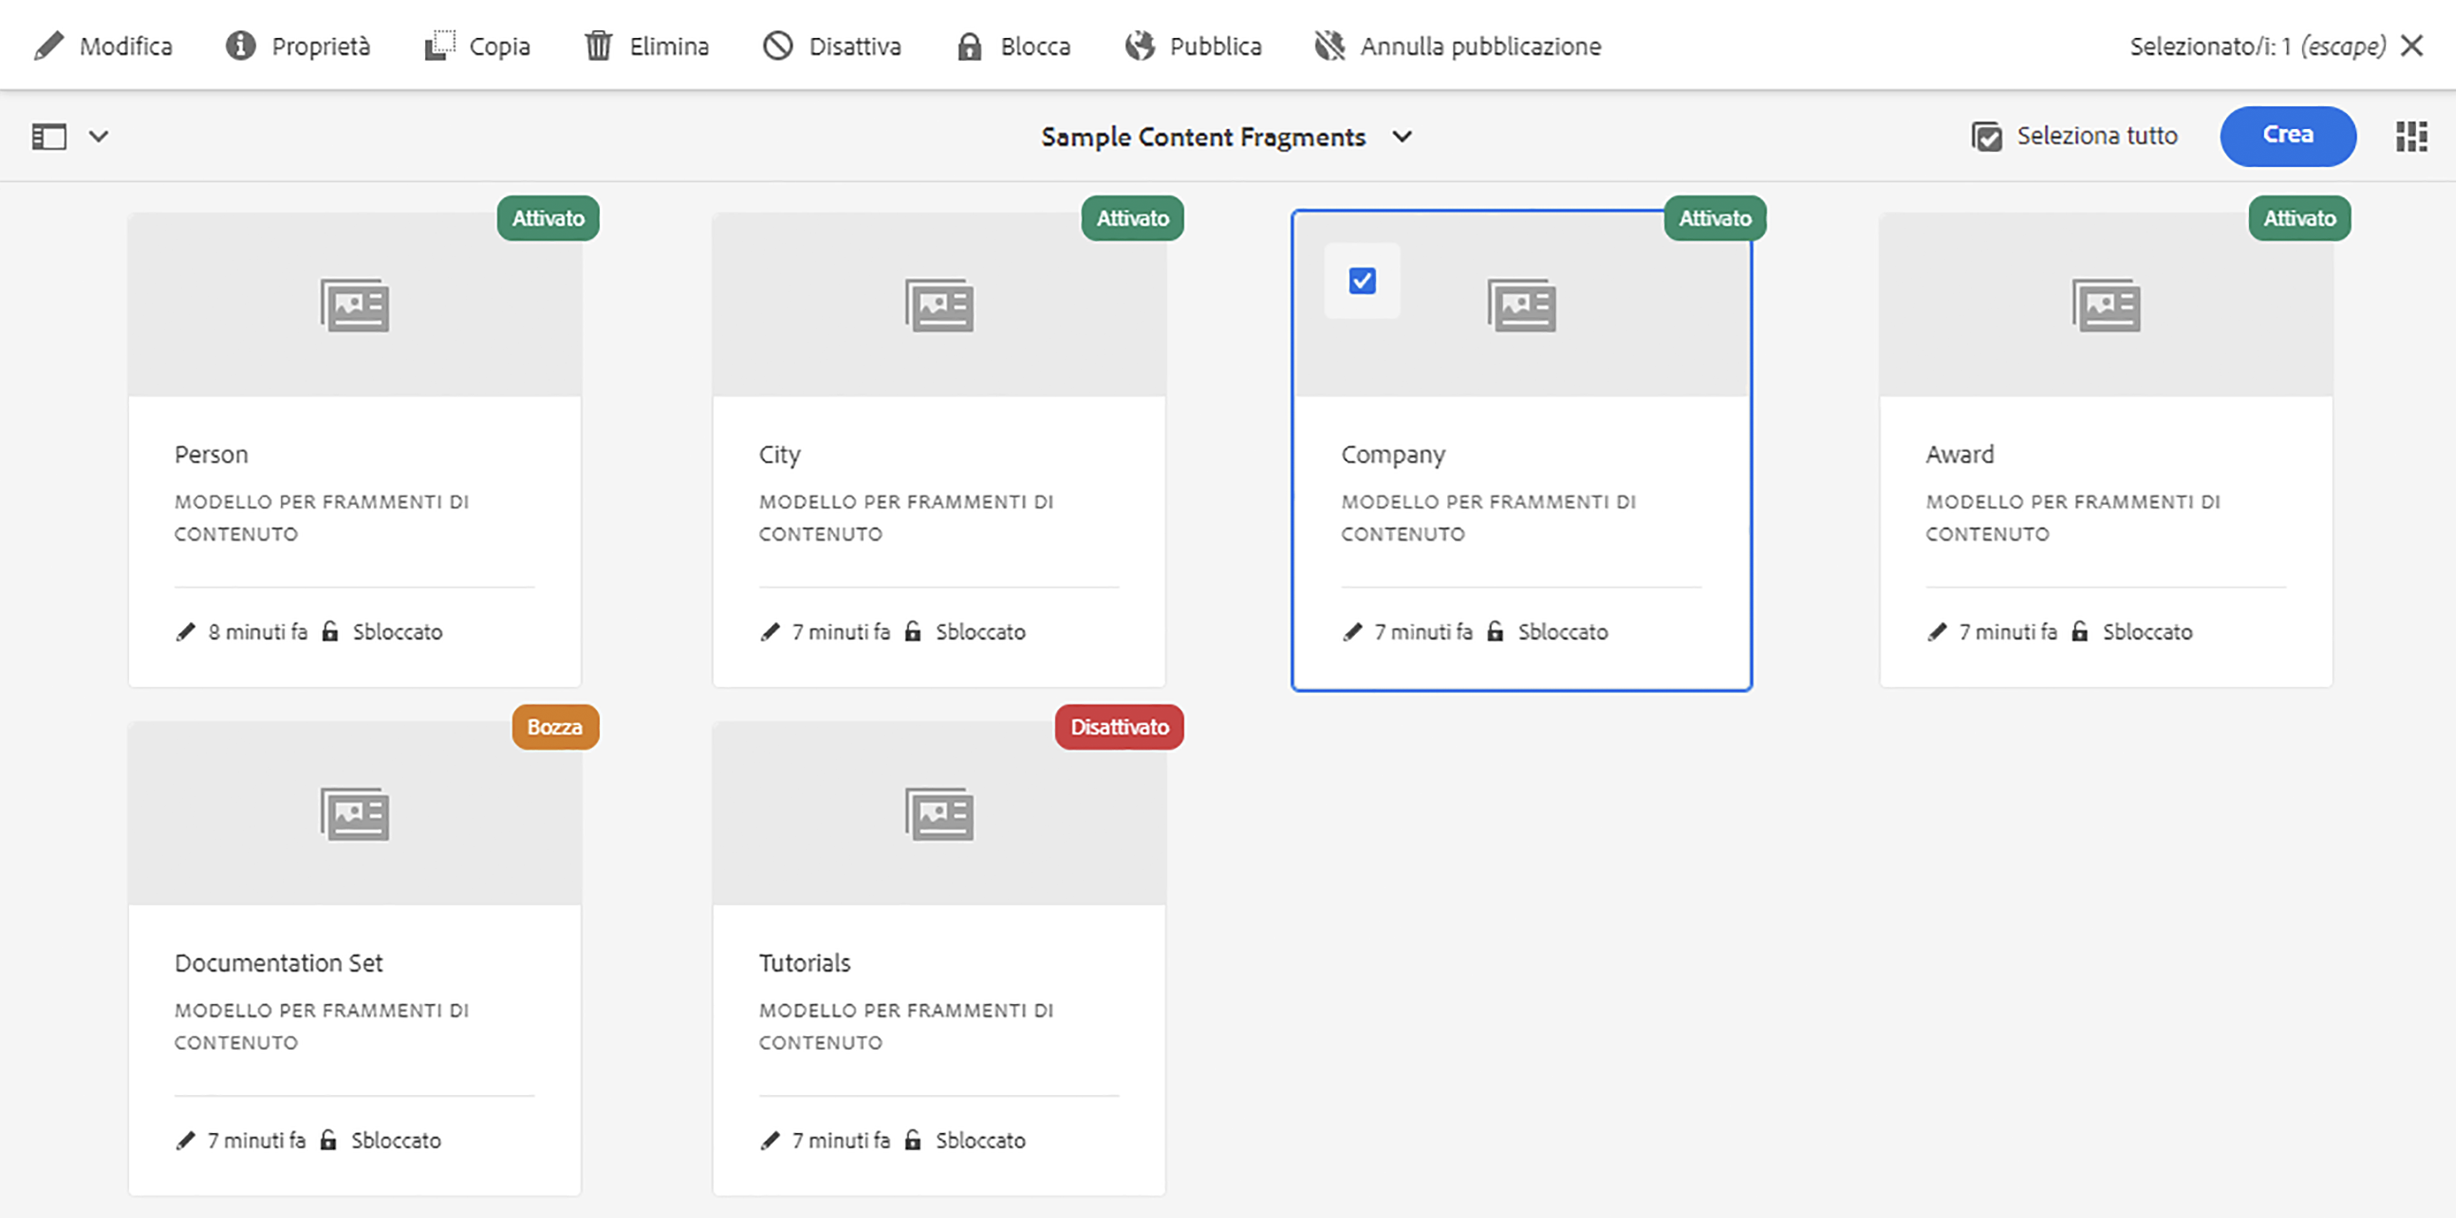 Modifica Proprietà Copia Elimina Disattiva Blocca Pubblica Annulla pubblicazione Selezionato/i: 1 (escape)
Sample Content Fragments Seleziona tutto Crea
Attivato
Person
MODELLO PER FRAMMENTI DI
CONTENUTO
8 minuti fa Sbloccato
Attivato
City
MODELLO PER FRAMMENTI DI
CONTENUTO
7 minuti fa Sbloccato
Attivato
Company
MODELLO PER FRAMMENTI DI
CONTENUTO
7 minuti fa Sbloccato
Attivato
Award
MODELLO PER FRAMMENTI DI
CONTENUTO
7 minuti fa Sbloccato
Bozza
Documentation Set
MODELLO PER FRAMMENTI DI
CONTENUTO
7 minuti fa Sbloccato
Disattivato
Tutorials
MODELLO PER FRAMMENTI DI
CONTENUTO
7 minuti fa Sbloccato